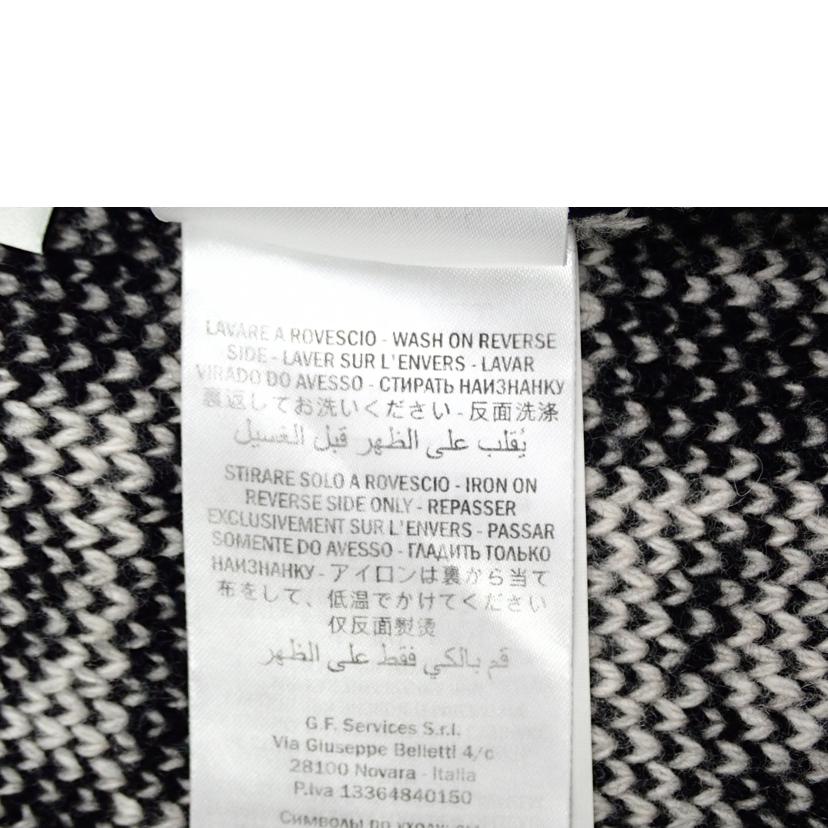 LAVARE A ROVESCIO - WASH ON REVERSE
SIDE - LAVER SUR L'ENVERS - LAVAR
VIRADO DO AVESSO - СТИРАТЬ НАИЗНАНКУ
裏返してお洗いください - 反面洗涤
يُقلب على الظهر قبل الغسيل
STIRARE SOLO A ROVESCIO - IRON ON
REVERSE SIDE ONLY - REPASSER
EXCLUSIVEMENT SUR L'ENVERS - PASSAR
SOMENTE DO AVESSO - ГЛАДИТЬ ТОЛЬКО
НАИЗНАНКУ - アイロンは裏から当て
布をして、低温でかけてください
仅反面熨烫
قم بالكي فقط على الظهر
G.F. Services S.r.l.
Via Giuseppe Belletti 4/c
28100 Novara - Italia
P.Iva 13364840150
Символы по уходу